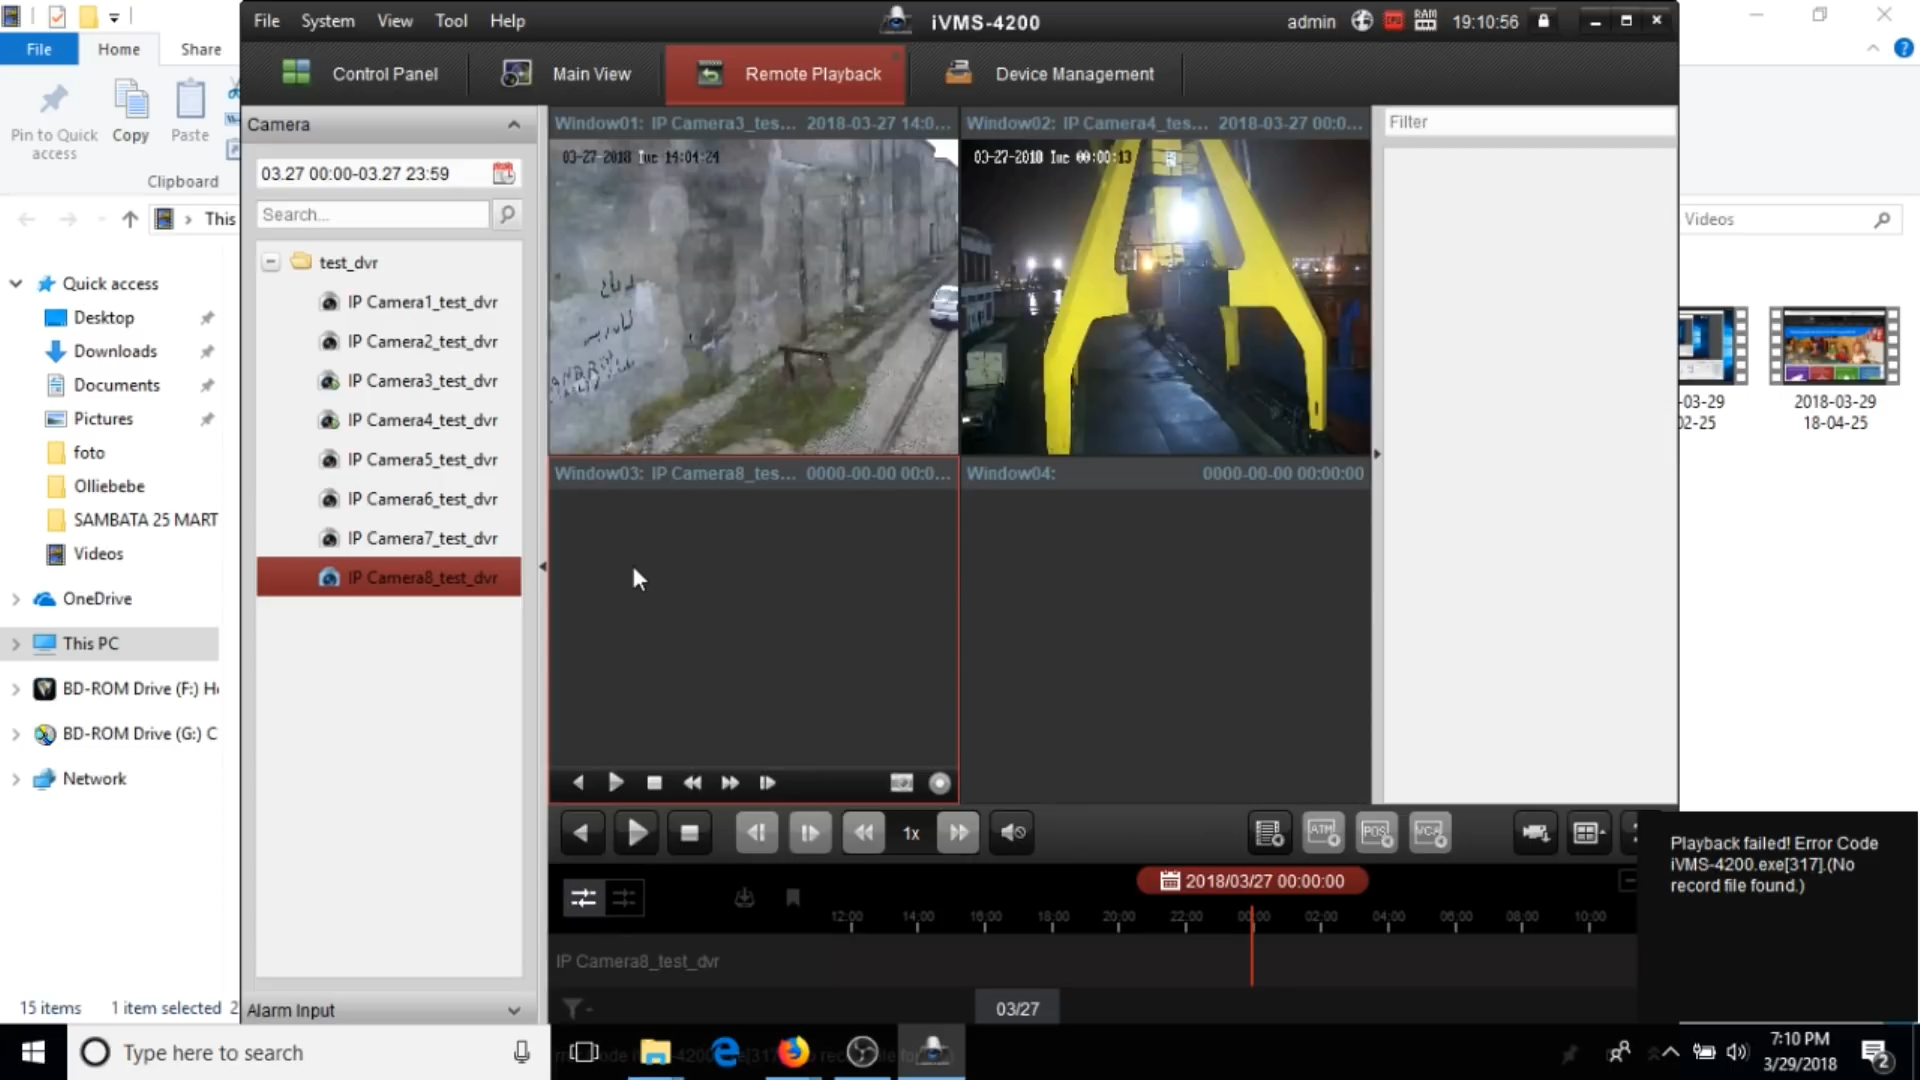 File
Home
Share
Pin to Quick
access
Copy
Paste
Clipboard
This
Quick access
Desktop
Downloads
Documents
Pictures
foto
Olliebebe
SAMBATA 25 MART
Videos
OneDrive
This PC
BD-ROM Drive (F:) H
BD-ROM Drive (G:) C
Network
15 items 1 item selected 2
File System View Tool Help
iVMS-4200
admin
RAM
19:10:56
Control Panel
Main View
Remote Playback
Device Management
Camera
03.27 00:00-03.27 23:59
Search...
test_dvr
IP Camera1_test_dvr
IP Camera2_test_dvr
IP Camera3_test_dvr
IP Camera4_test_dvr
IP Camera5_test_dvr
IP Camera6_test_dvr
IP Camera7_test_dvr
IP Camera8_test_dvr
Alarm Input
Window01: IP Camera3_tes... 2018-03-27 14:0...
03-27-2018 Tue 14:04:24
Window02: IP Camera4_tes... 2018-03-27 00:0...
03-27-2018 Tue 00:00:13
Window03: IP Camera8_tes... 0000-00-00 00:0...
Window04: 0000-00-00 00:00:00
Filter
1x
ATM
POS
VCA
2018/03/27 00:00:00
12:00 14:00 16:00 18:00 20:00 22:00 00:00 02:00 04:00 06:00 08:00 10:00
IP Camera8_test_dvr
03/27
Videos
-03-29
02-25
2018-03-29
18-04-25
Playback failed! Error Code
iVMS-4200.exe[317].(No
record file found.)
Type here to search
7:10 PM
3/29/2018
2